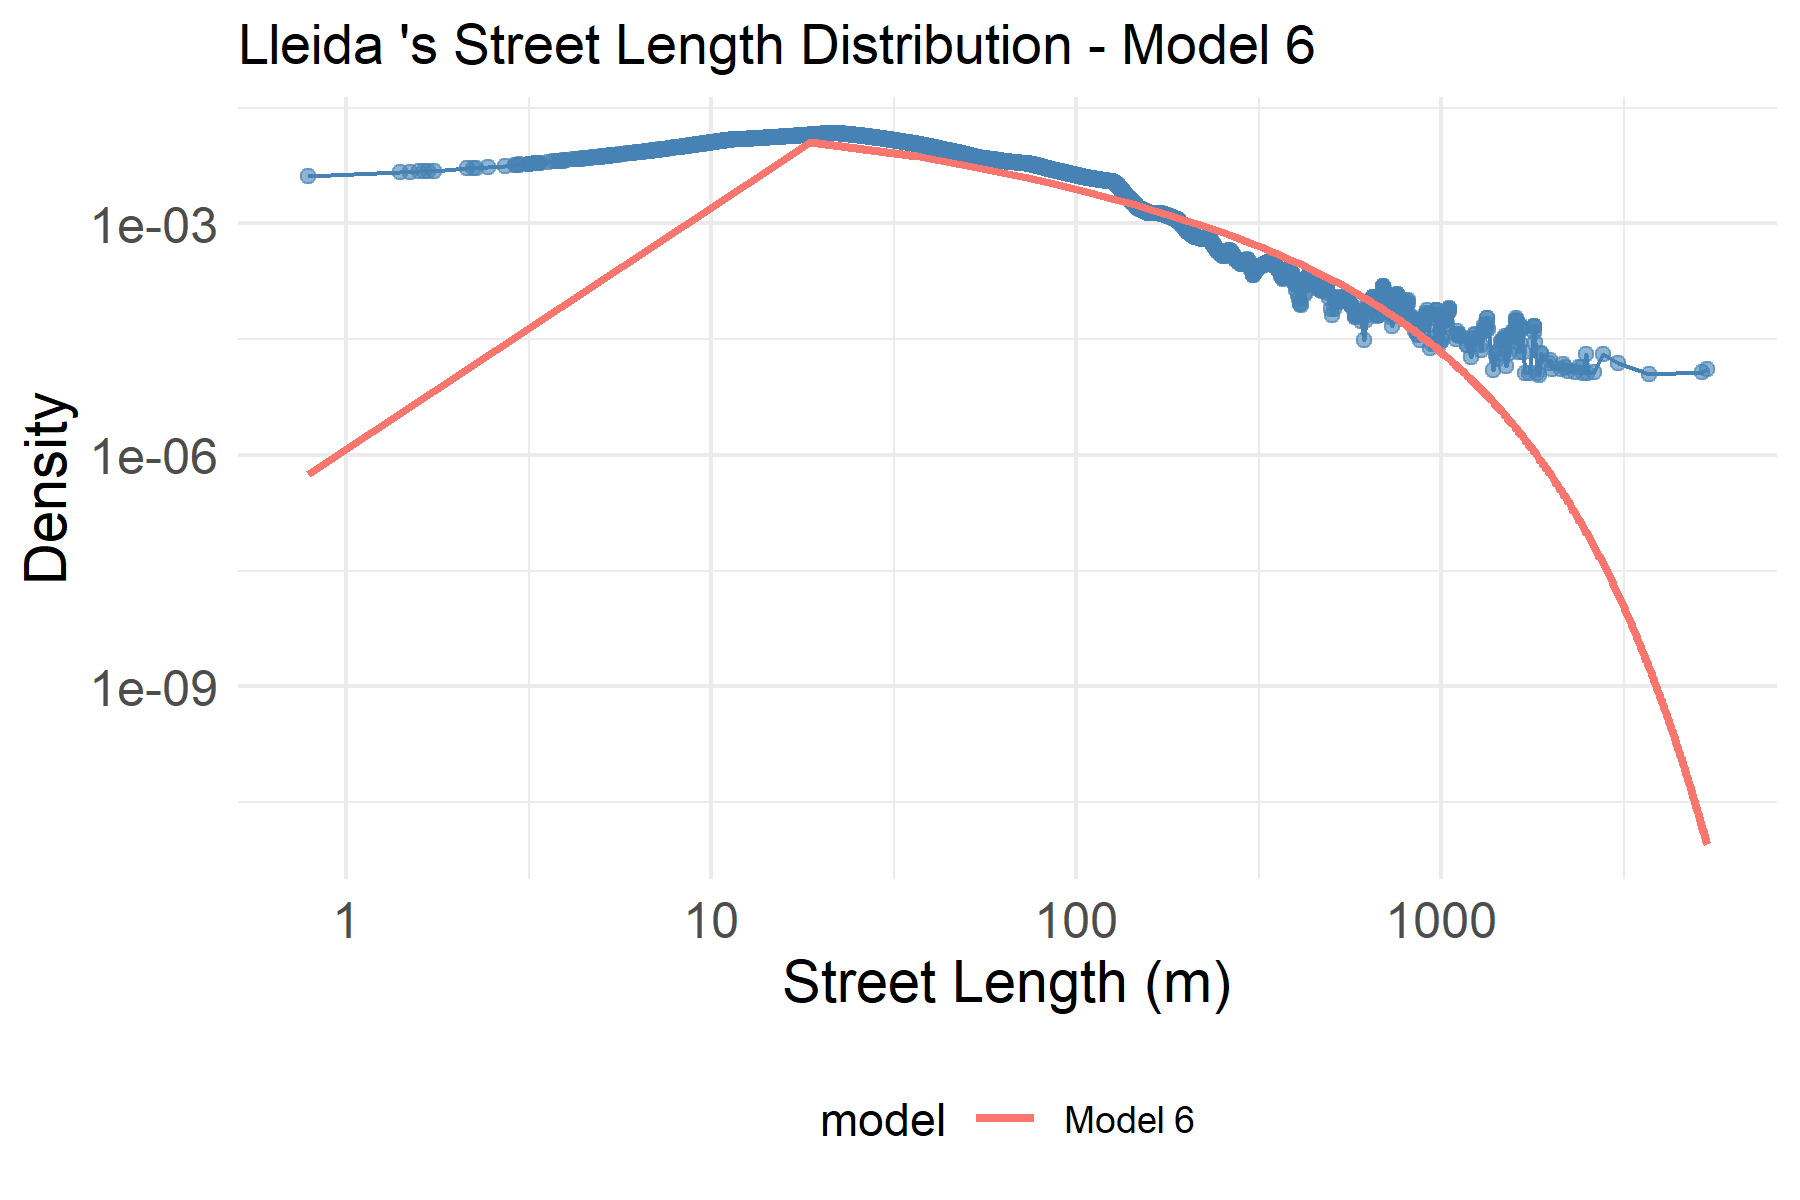 Lleida 's Street Length Distribution - Model 6
Density
1e-03
1e-06
1e-09
1
10
100
1000
Street Length (m)
model
Model 6